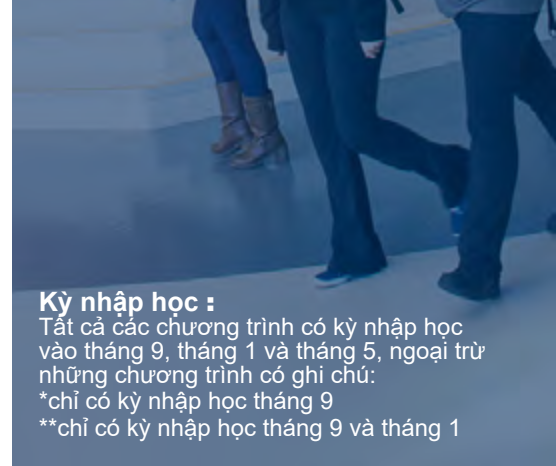 Kỳ nhập học :
Tất cả các chương trình có kỳ nhập học
vào tháng 9, tháng 1 và tháng 5, ngoại trừ
những chương trình có ghi chú:
*chỉ có kỳ nhập học tháng 9
**chỉ có kỳ nhập học tháng 9 và tháng 1